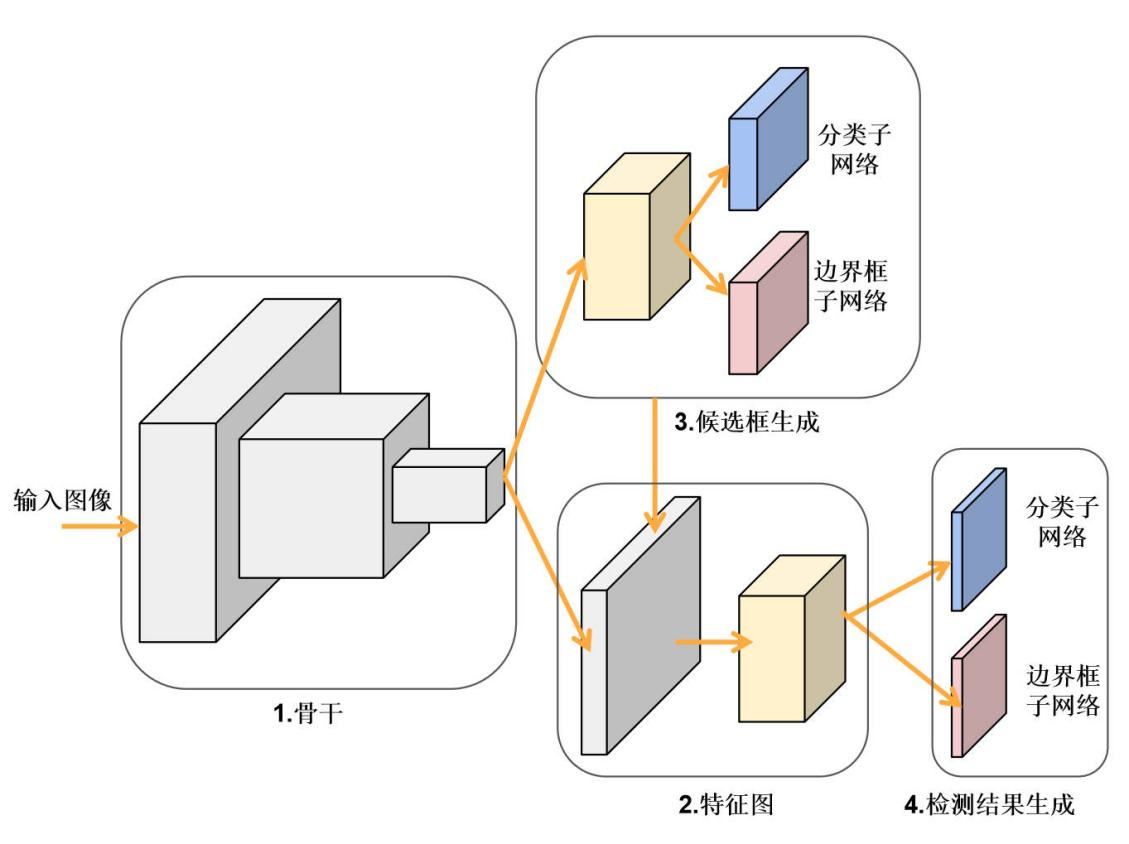 分类子
网络
边界框
子网络
3.候选框生成
输入图像
1.骨干
2.特征图
分类子
网络
边界框
子网络
4.检测结果生成